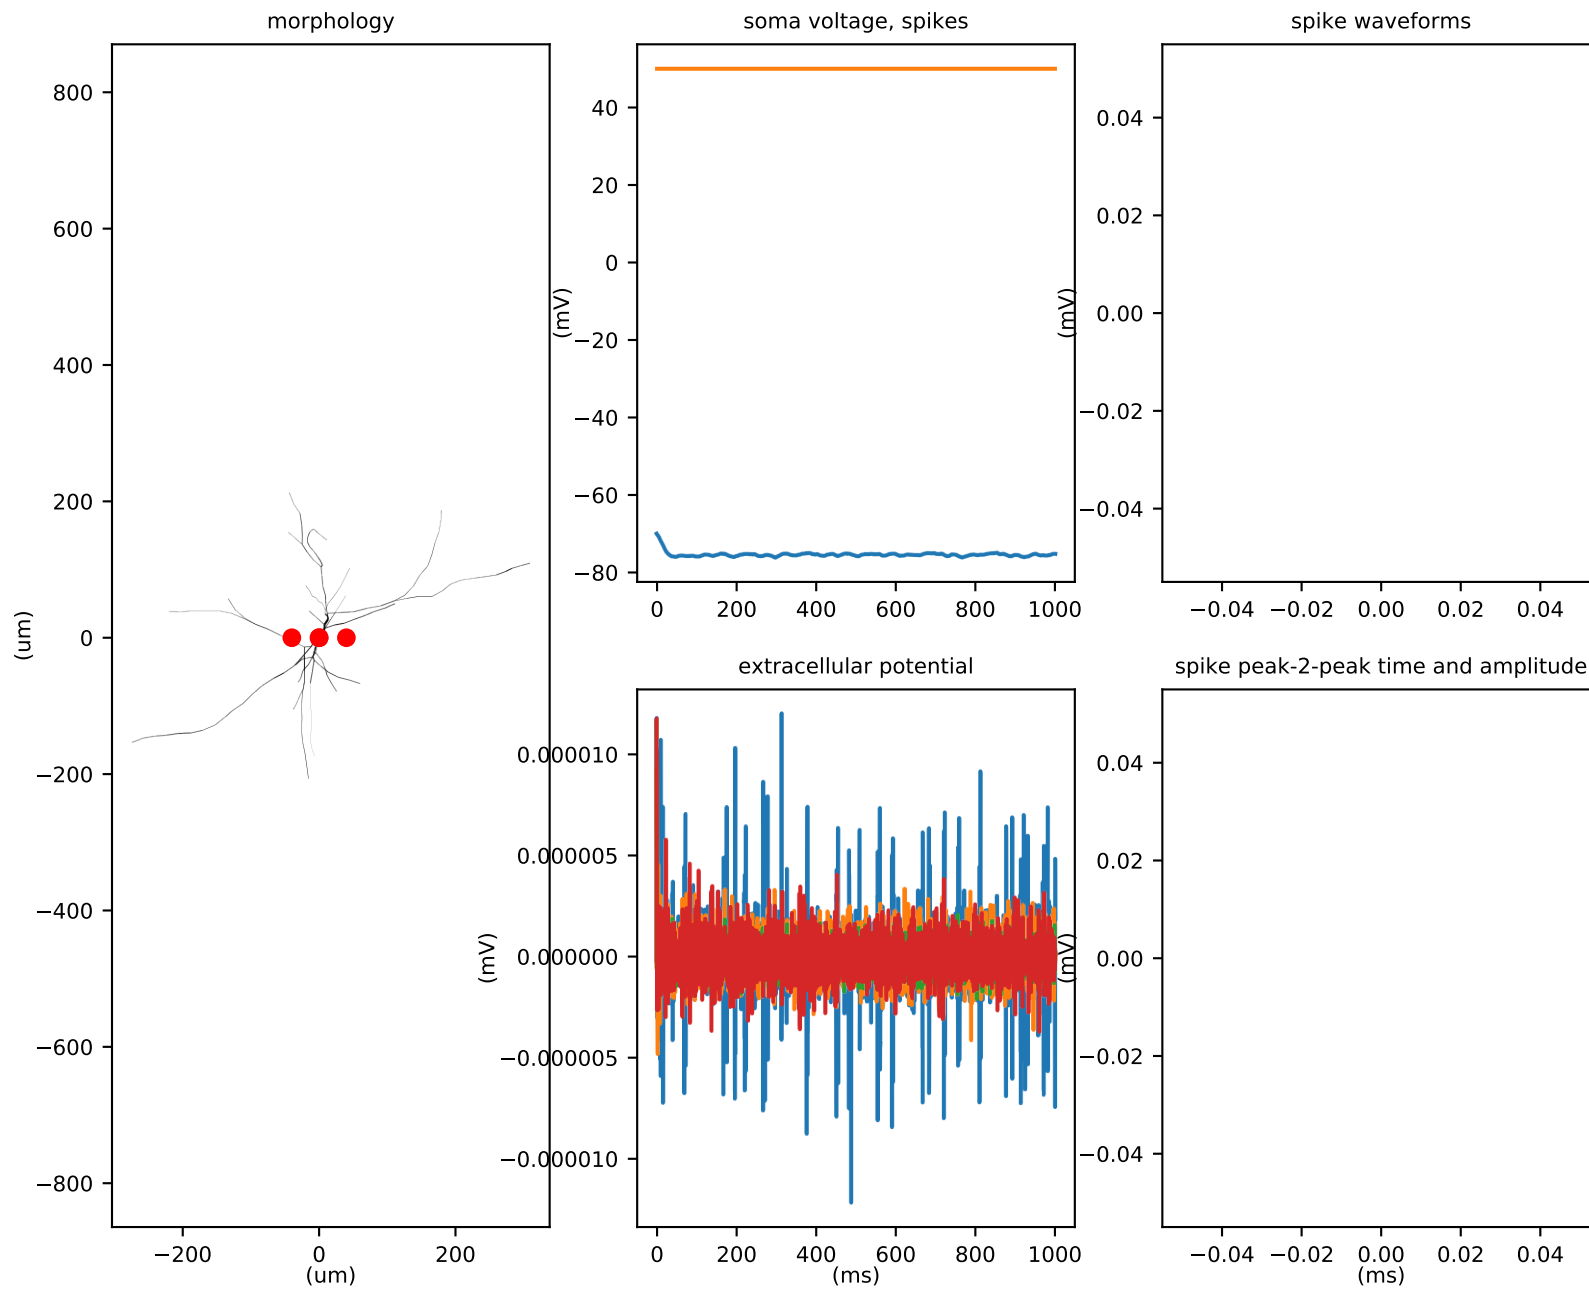 morphology
800
600
400
200
0
−200
−400
−600
−800
(um)
−200 0 200
(um)
soma voltage, spikes
40
20
0
−20
−40
−60
−80
(mV)
0 200 400 600 800 1000
spike waveforms
0.04
0.02
0.00
−0.02
−0.04
(mV)
−0.04 −0.02 0.00 0.02 0.04
extracellular potential
0.000010
0.000005
0.000000
−0.000005
−0.000010
(mV)
0 200 400 600 800 1000
(ms)
spike peak-2-peak time and amplitude
0.04
0.02
0.00
−0.02
−0.04
(mV)
−0.04 −0.02 0.00 0.02 0.04
(ms)